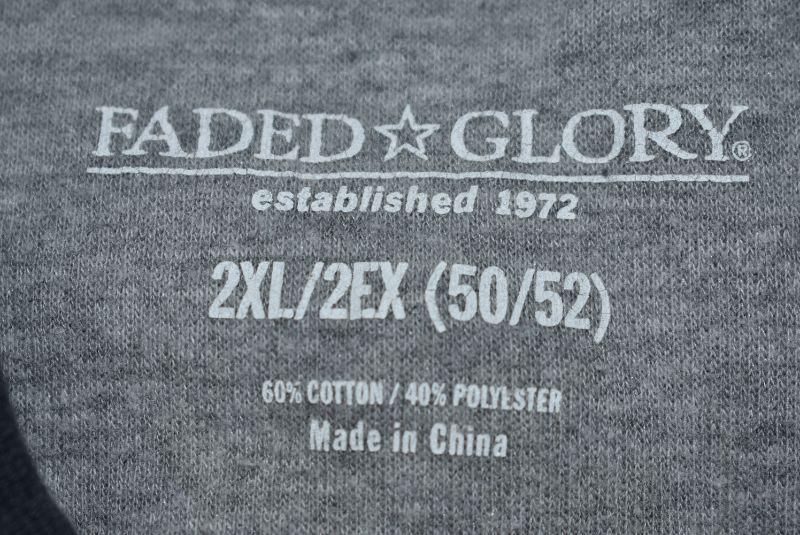 FADED☆GLORY®
established 1972
2XL/2EX (50/52)
60% COTTON / 40% POLYESTER
Made in China